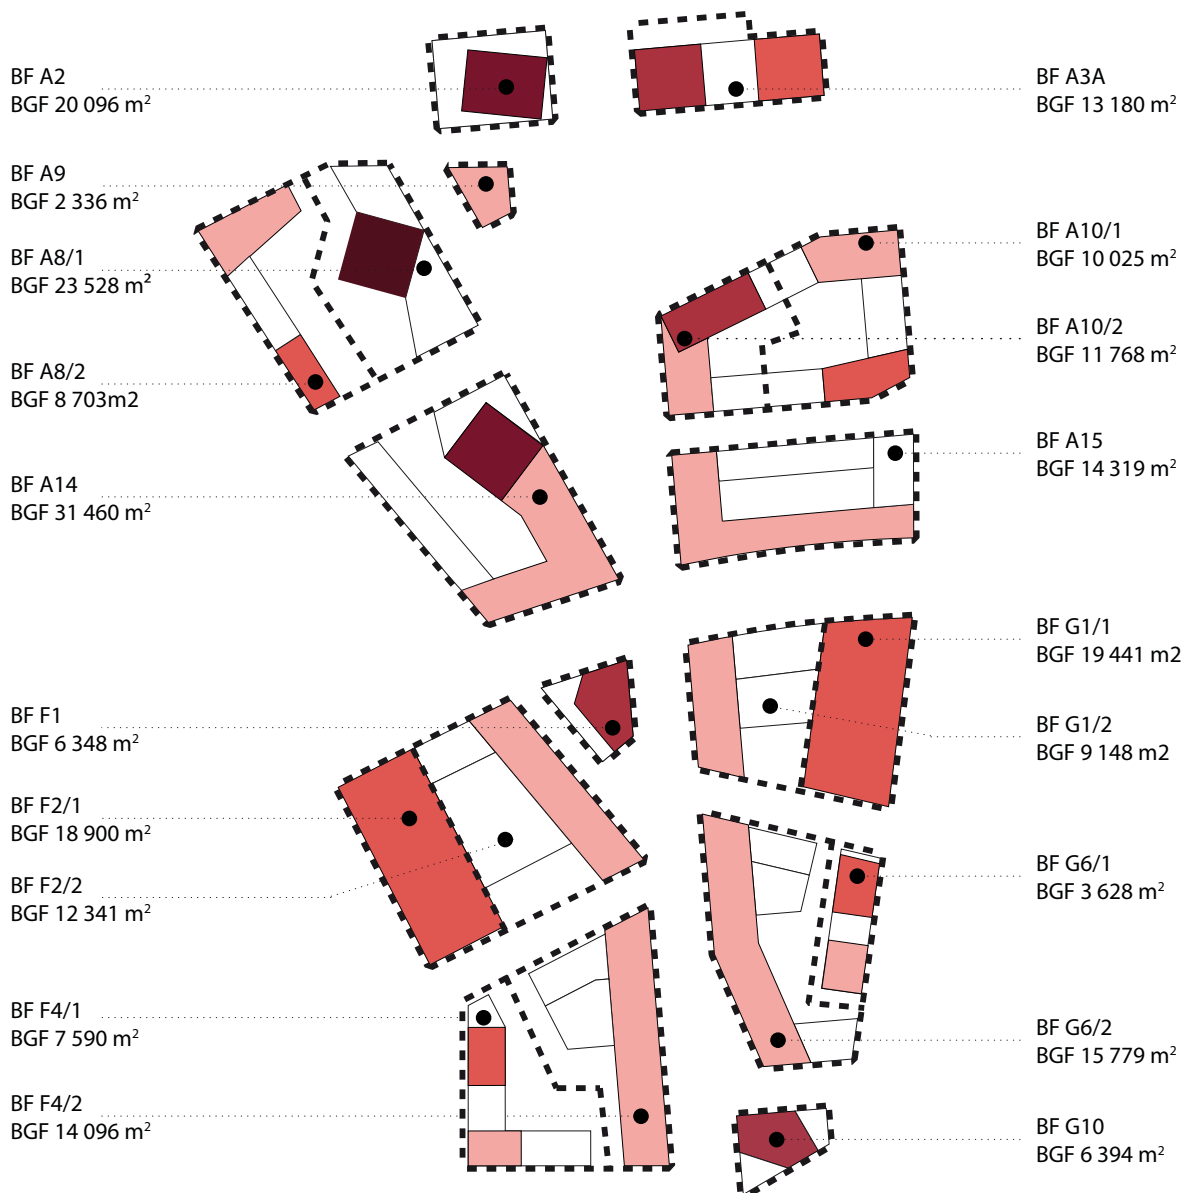 BF A2
BGF 20 096 m²
BF A9
BGF 2 336 m²
BF A8/1
BGF 23 528 m²
BF A8/2
BGF 8 703m2
BF A14
BGF 31 460 m²
BF F1
BGF 6 348 m²
BF F2/1
BGF 18 900 m²
BF F2/2
BGF 12 341 m²
BF F4/1
BGF 7 590 m²
BF F4/2
BGF 14 096 m²
BF A3A
BGF 13 180 m²
BF A10/1
BGF 10 025 m²
BF A10/2
BGF 11 768 m²
BF A15
BGF 14 319 m²
BF G1/1
BGF 19 441 m2
BF G1/2
BGF 9 148 m2
BF G6/1
BGF 3 628 m²
BF G6/2
BGF 15 779 m²
BF G10
BGF 6 394 m²